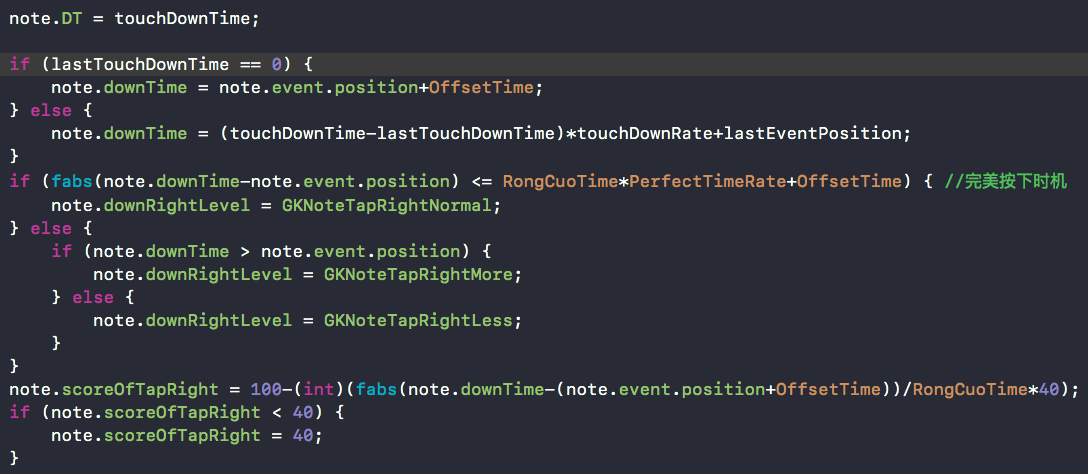 note.DT = touchDownTime;
if (lastTouchDownTime == 0) {
    note.downTime = note.event.position+OffsetTime;
} else {
    note.downTime = (touchDownTime-lastTouchDownTime)*touchDownRate+lastEventPosition;
}
if (fabs(note.downTime-note.event.position) <= RongCuoTime*PerfectTimeRate+OffsetTime) { //完美按下时机
    note.downRightLevel = GKNoteTapRightNormal;
} else {
    if (note.downTime > note.event.position) {
        note.downRightLevel = GKNoteTapRightMore;
    } else {
        note.downRightLevel = GKNoteTapRightLess;
    }
}
note.scoreOfTapRight = 100-(int)(fabs(note.downTime-(note.event.position+OffsetTime))/RongCuoTime*40);
if (note.scoreOfTapRight < 40) {
    note.scoreOfTapRight = 40;
}